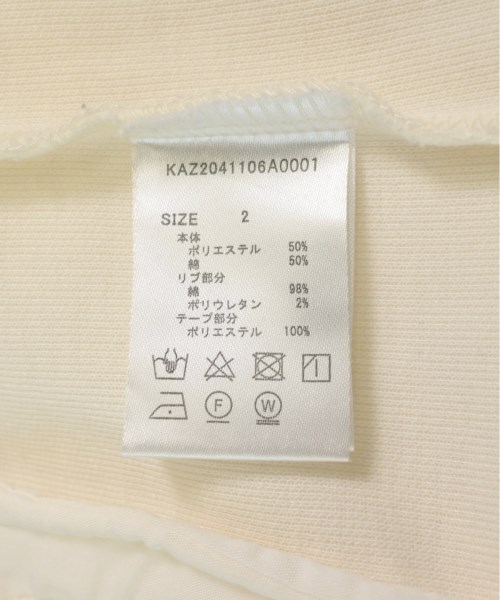 KAZ2041106A0001
SIZE 2
本体
ポリエステル 50%
綿 50%
リブ部分
綿 98%
ポリウレタン 2%
テープ部分
ポリエステル 100%
F W